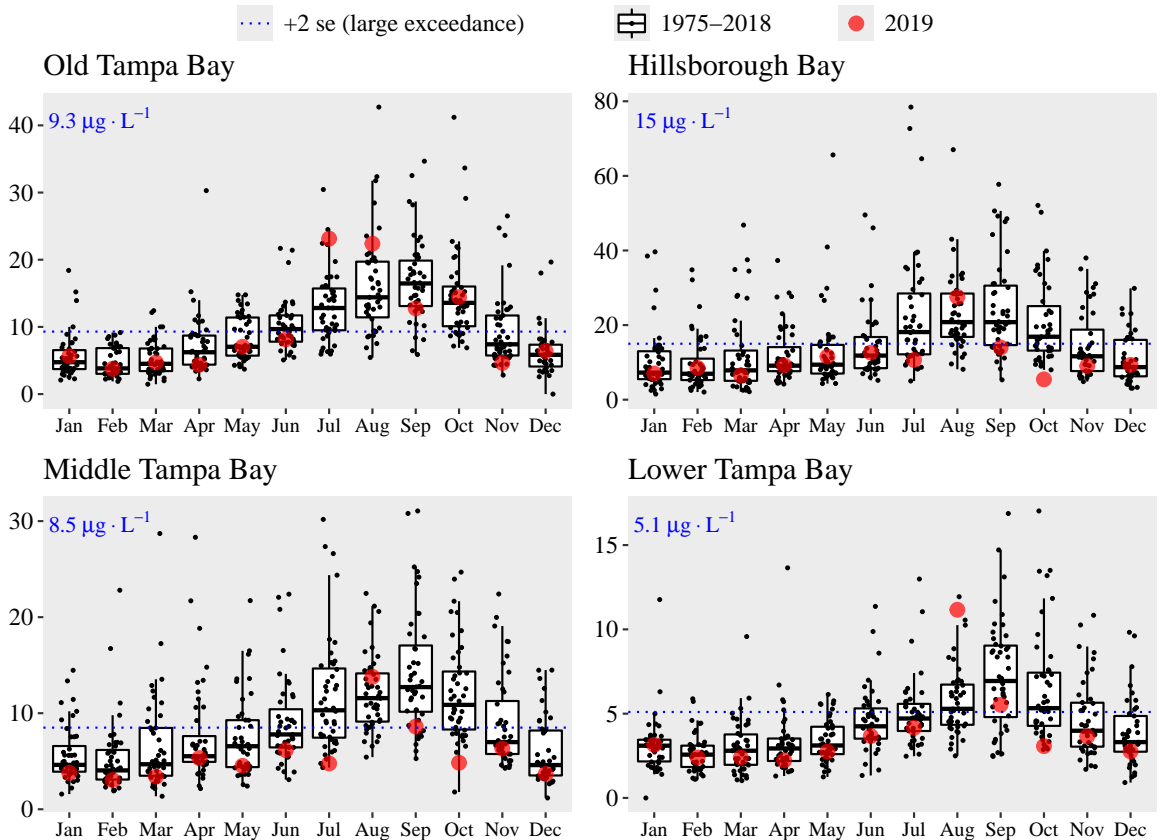 +2 se (large exceedance) 1975–2018 2019
Old Tampa Bay
9.3 µg · L⁻¹
40
30
20
10
0
Jan Feb Mar Apr May Jun Jul Aug Sep Oct Nov Dec
Hillsborough Bay
15 µg · L⁻¹
80
60
40
20
0
Jan Feb Mar Apr May Jun Jul Aug Sep Oct Nov Dec
Middle Tampa Bay
8.5 µg · L⁻¹
30
20
10
0
Jan Feb Mar Apr May Jun Jul Aug Sep Oct Nov Dec
Lower Tampa Bay
5.1 µg · L⁻¹
15
10
5
0
Jan Feb Mar Apr May Jun Jul Aug Sep Oct Nov Dec